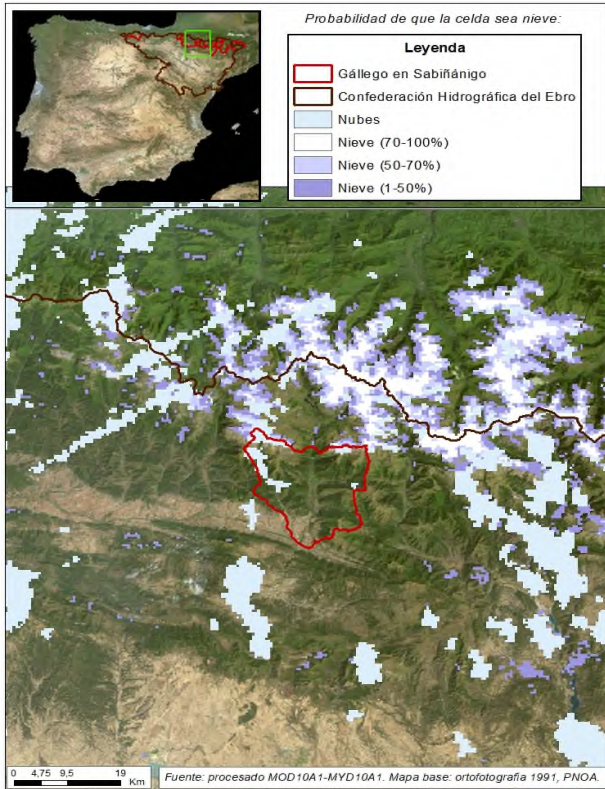 Probabilidad de que la celda sea nieve:
Leyenda
Gállego en Sabiñánigo
Confederación Hidrográfica del Ebro
Nubes
Nieve (70-100%)
Nieve (50-70%)
Nieve (1-50%)
0 4,75 9,5 19
Km
Fuente: procesado MOD10A1-MYD10A1. Mapa base: ortofotografía 1991, PNOA.